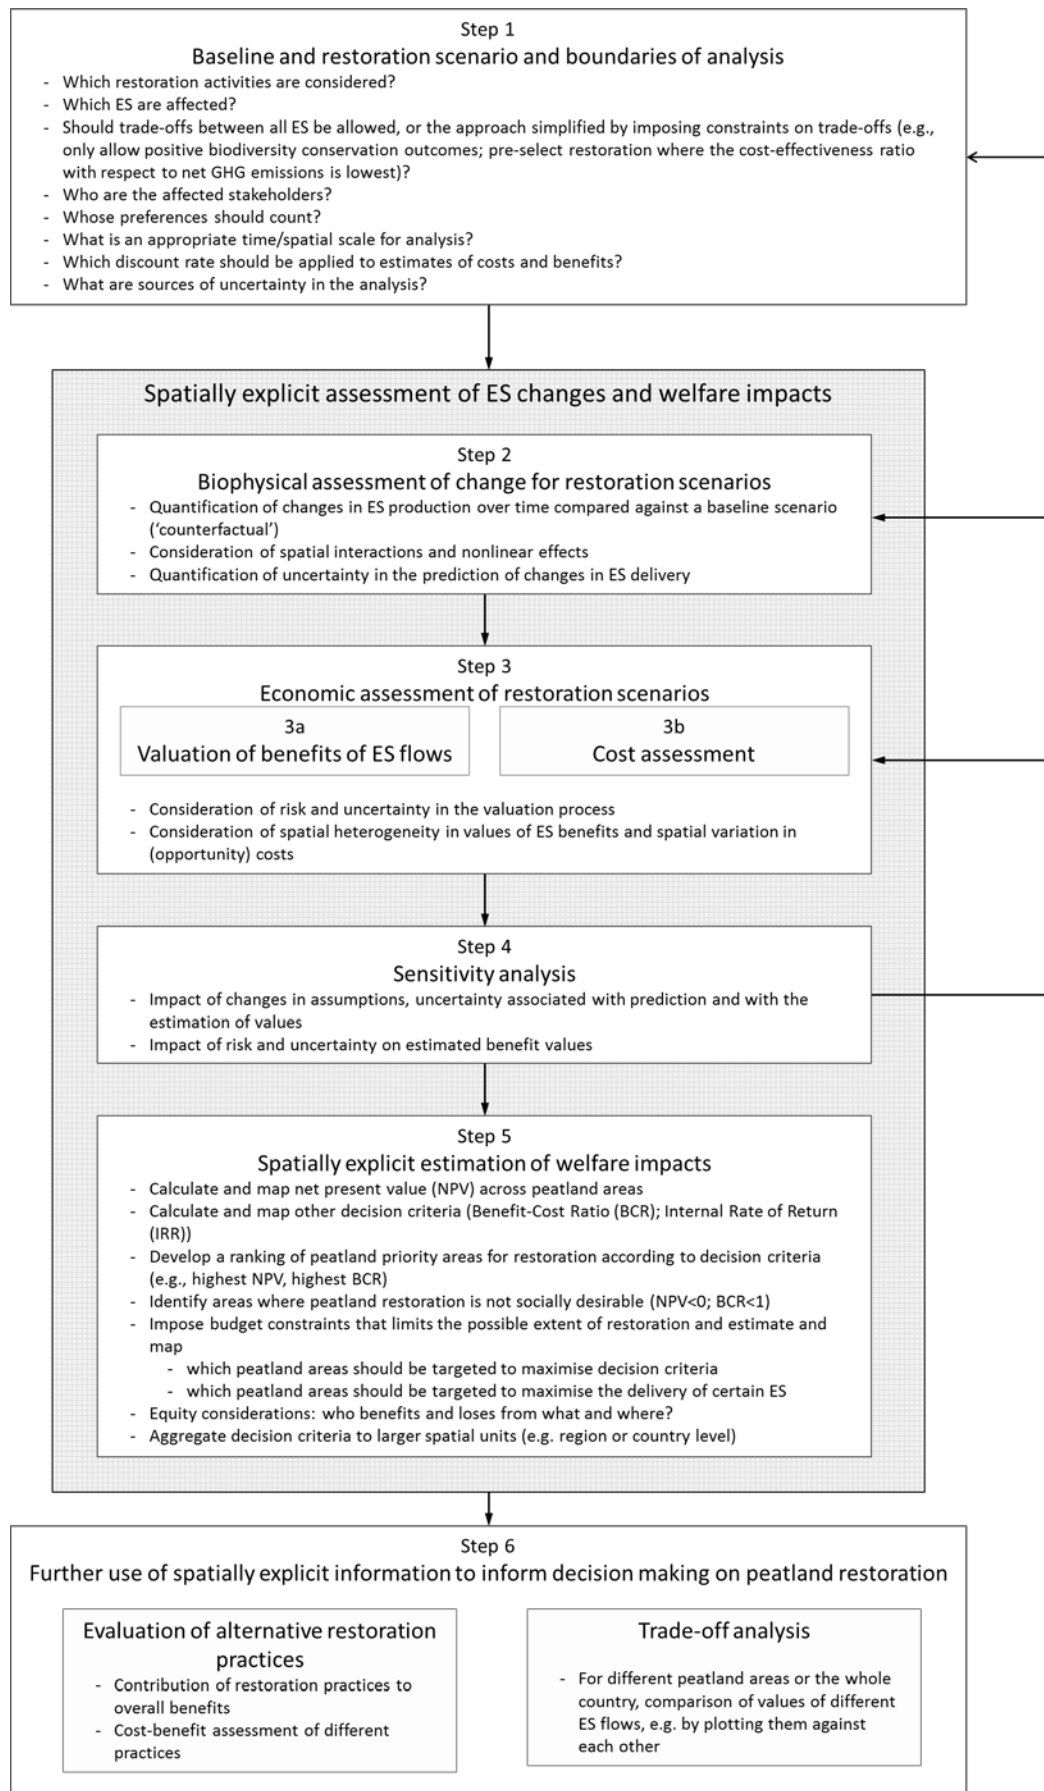 Step 1
Baseline and restoration scenario and boundaries of analysis
- Which restoration activities are considered?
- Which ES are affected?
- Should trade-offs between all ES be allowed, or the approach simplified by imposing constraints on trade-offs (e.g.,
only allow positive biodiversity conservation outcomes; pre-select restoration where the cost-effectiveness ratio
with respect to net GHG emissions is lowest)?
- Who are the affected stakeholders?
- Whose preferences should count?
- What is an appropriate time/spatial scale for analysis?
- Which discount rate should be applied to estimates of costs and benefits?
- What are sources of uncertainty in the analysis?
Spatially explicit assessment of ES changes and welfare impacts
Step 2
Biophysical assessment of change for restoration scenarios
- Quantification of changes in ES production over time compared against a baseline scenario
(‘counterfactual’)
- Consideration of spatial interactions and nonlinear effects
- Quantification of uncertainty in the prediction of changes in ES delivery
Step 3
Economic assessment of restoration scenarios
3a
Valuation of benefits of ES flows
3b
Cost assessment
- Consideration of risk and uncertainty in the valuation process
- Consideration of spatial heterogeneity in values of ES benefits and spatial variation in
(opportunity) costs
Step 4
Sensitivity analysis
- Impact of changes in assumptions, uncertainty associated with prediction and with the
estimation of values
- Impact of risk and uncertainty on estimated benefit values
Step 5
Spatially explicit estimation of welfare impacts
- Calculate and map net present value (NPV) across peatland areas
- Calculate and map other decision criteria (Benefit-Cost Ratio (BCR); Internal Rate of Return
(IRR))
- Develop a ranking of peatland priority areas for restoration according to decision criteria
(e.g., highest NPV, highest BCR)
- Identify areas where peatland restoration is not socially desirable (NPV<0; BCR<1)
- Impose budget constraints that limits the possible extent of restoration and estimate and
map
- which peatland areas should be targeted to maximise decision criteria
- which peatland areas should be targeted to maximise the delivery of certain ES
- Equity considerations: who benefits and loses from what and where?
- Aggregate decision criteria to larger spatial units (e.g. region or country level)
Step 6
Further use of spatially explicit information to inform decision making on peatland restoration
Evaluation of alternative restoration
practices
- Contribution of restoration practices to
overall benefits
- Cost-benefit assessment of different
practices
Trade-off analysis
- For different peatland areas or the whole
country, comparison of values of different
ES flows, e.g. by plotting them against
each other